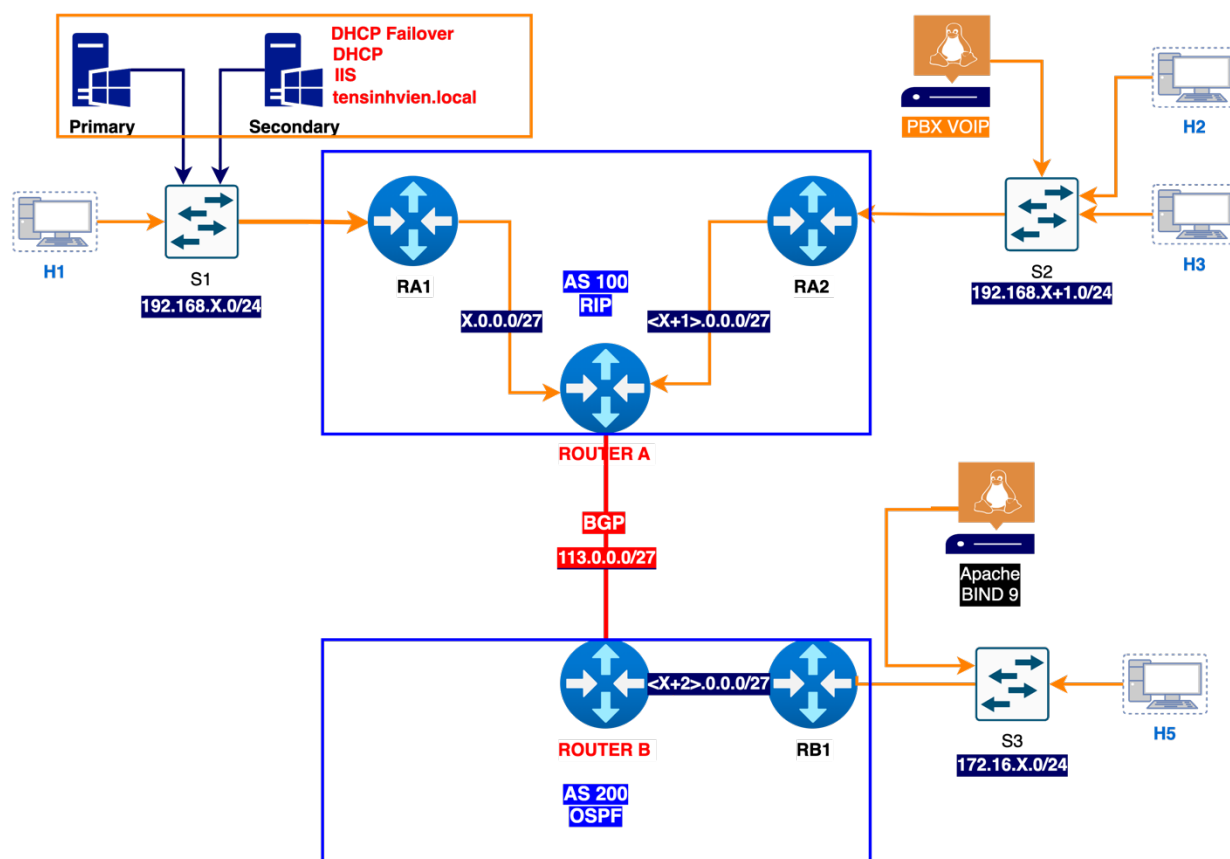 DHCP Failover
DHCP
IIS
tensinhvien.local
Primary
Secondary
PBX VOIP
H2
H1
S1
192.168.X.0/24
RA1
AS 100
RIP
RA2
H3
S2
192.168.X+1.0/24
X.0.0.0/27
<X+1>.0.0.0/27
ROUTER A
BGP
113.0.0.0/27
Apache
BIND 9
<X+2>.0.0.0/27
ROUTER B
RB1
S3
172.16.X.0/24
H5
AS 200
OSPF